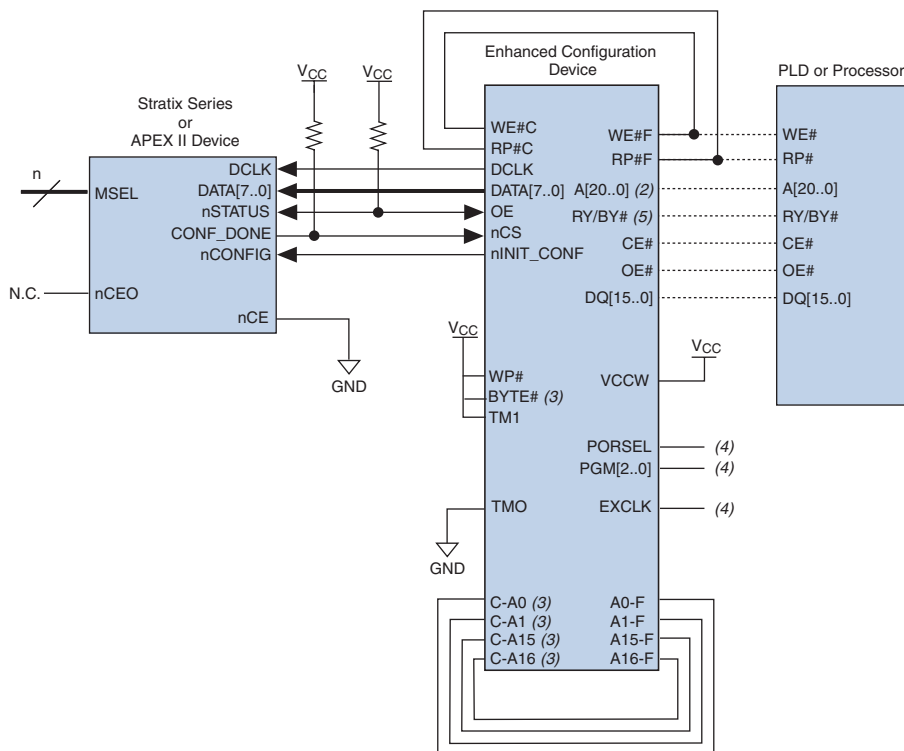 Enhanced Configuration
Device
PLD or Processor
VCC
VCC
Stratix Series
or
APEX II Device
n
MSEL
N.C.
nCEO
DCLK
DATA[7..0]
nSTATUS
CONF_DONE
nCONFIG
nCE
GND
WE#C
RP#C
DCLK
DATA[7..0]
OE
nCS
nINIT_CONF
VCC
WP#
BYTE# (3)
TM1
TMO
GND
C-A0 (3)
C-A1 (3)
C-A15 (3)
C-A16 (3)
WE#F
RP#F
A[20..0] (2)
RY/BY# (5)
CE#
OE#
DQ[15..0]
VCC
VCCW
PORSEL
(4)
PGM[2..0]
(4)
EXCLK
(4)
A0-F
A1-F
A15-F
A16-F
WE#
RP#
A[20..0]
RY/BY#
CE#
OE#
DQ[15..0]